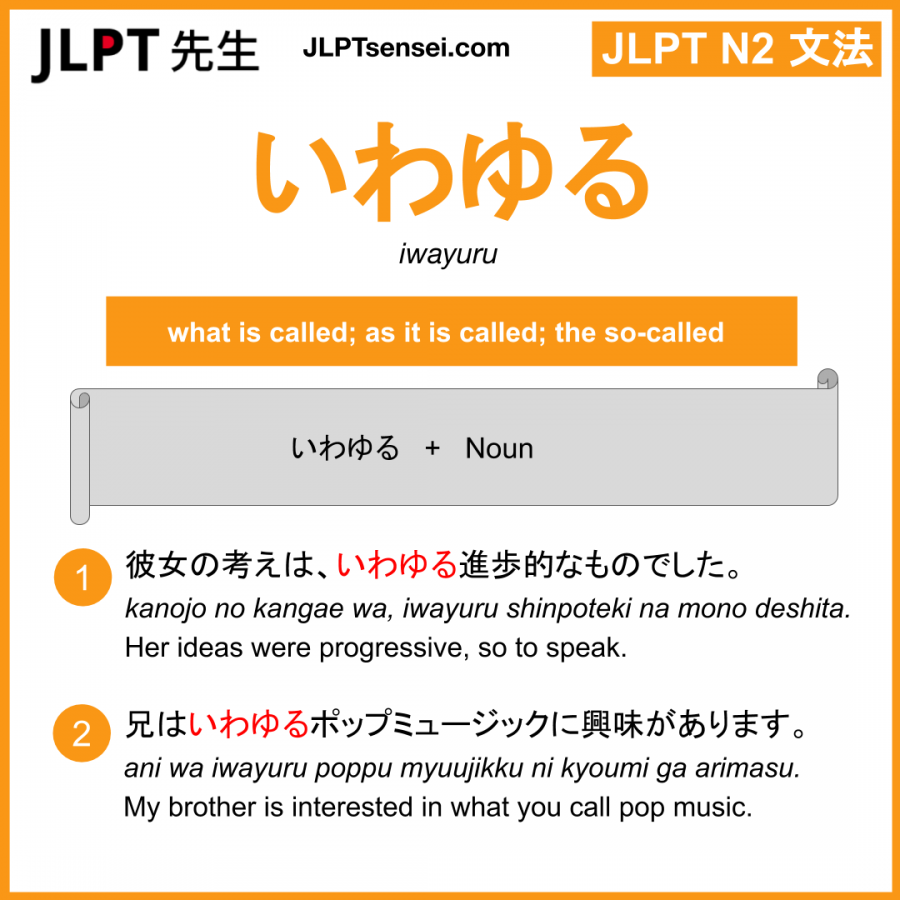 JLPT 先生
JLPTsensei.com
JLPT N2 文法
いわゆる
iwayuru
what is called; as it is called; the so-called
いわゆる + Noun
1 彼女の考えは、いわゆる進歩的なものでした。
kanojo no kangae wa, iwayuru shinpoteki na mono deshita.
Her ideas were progressive, so to speak.
2 兄はいわゆるポップミュージックに興味があります。
ani wa iwayuru poppu myuujikku ni kyoumi ga arimasu.
My brother is interested in what you call pop music.